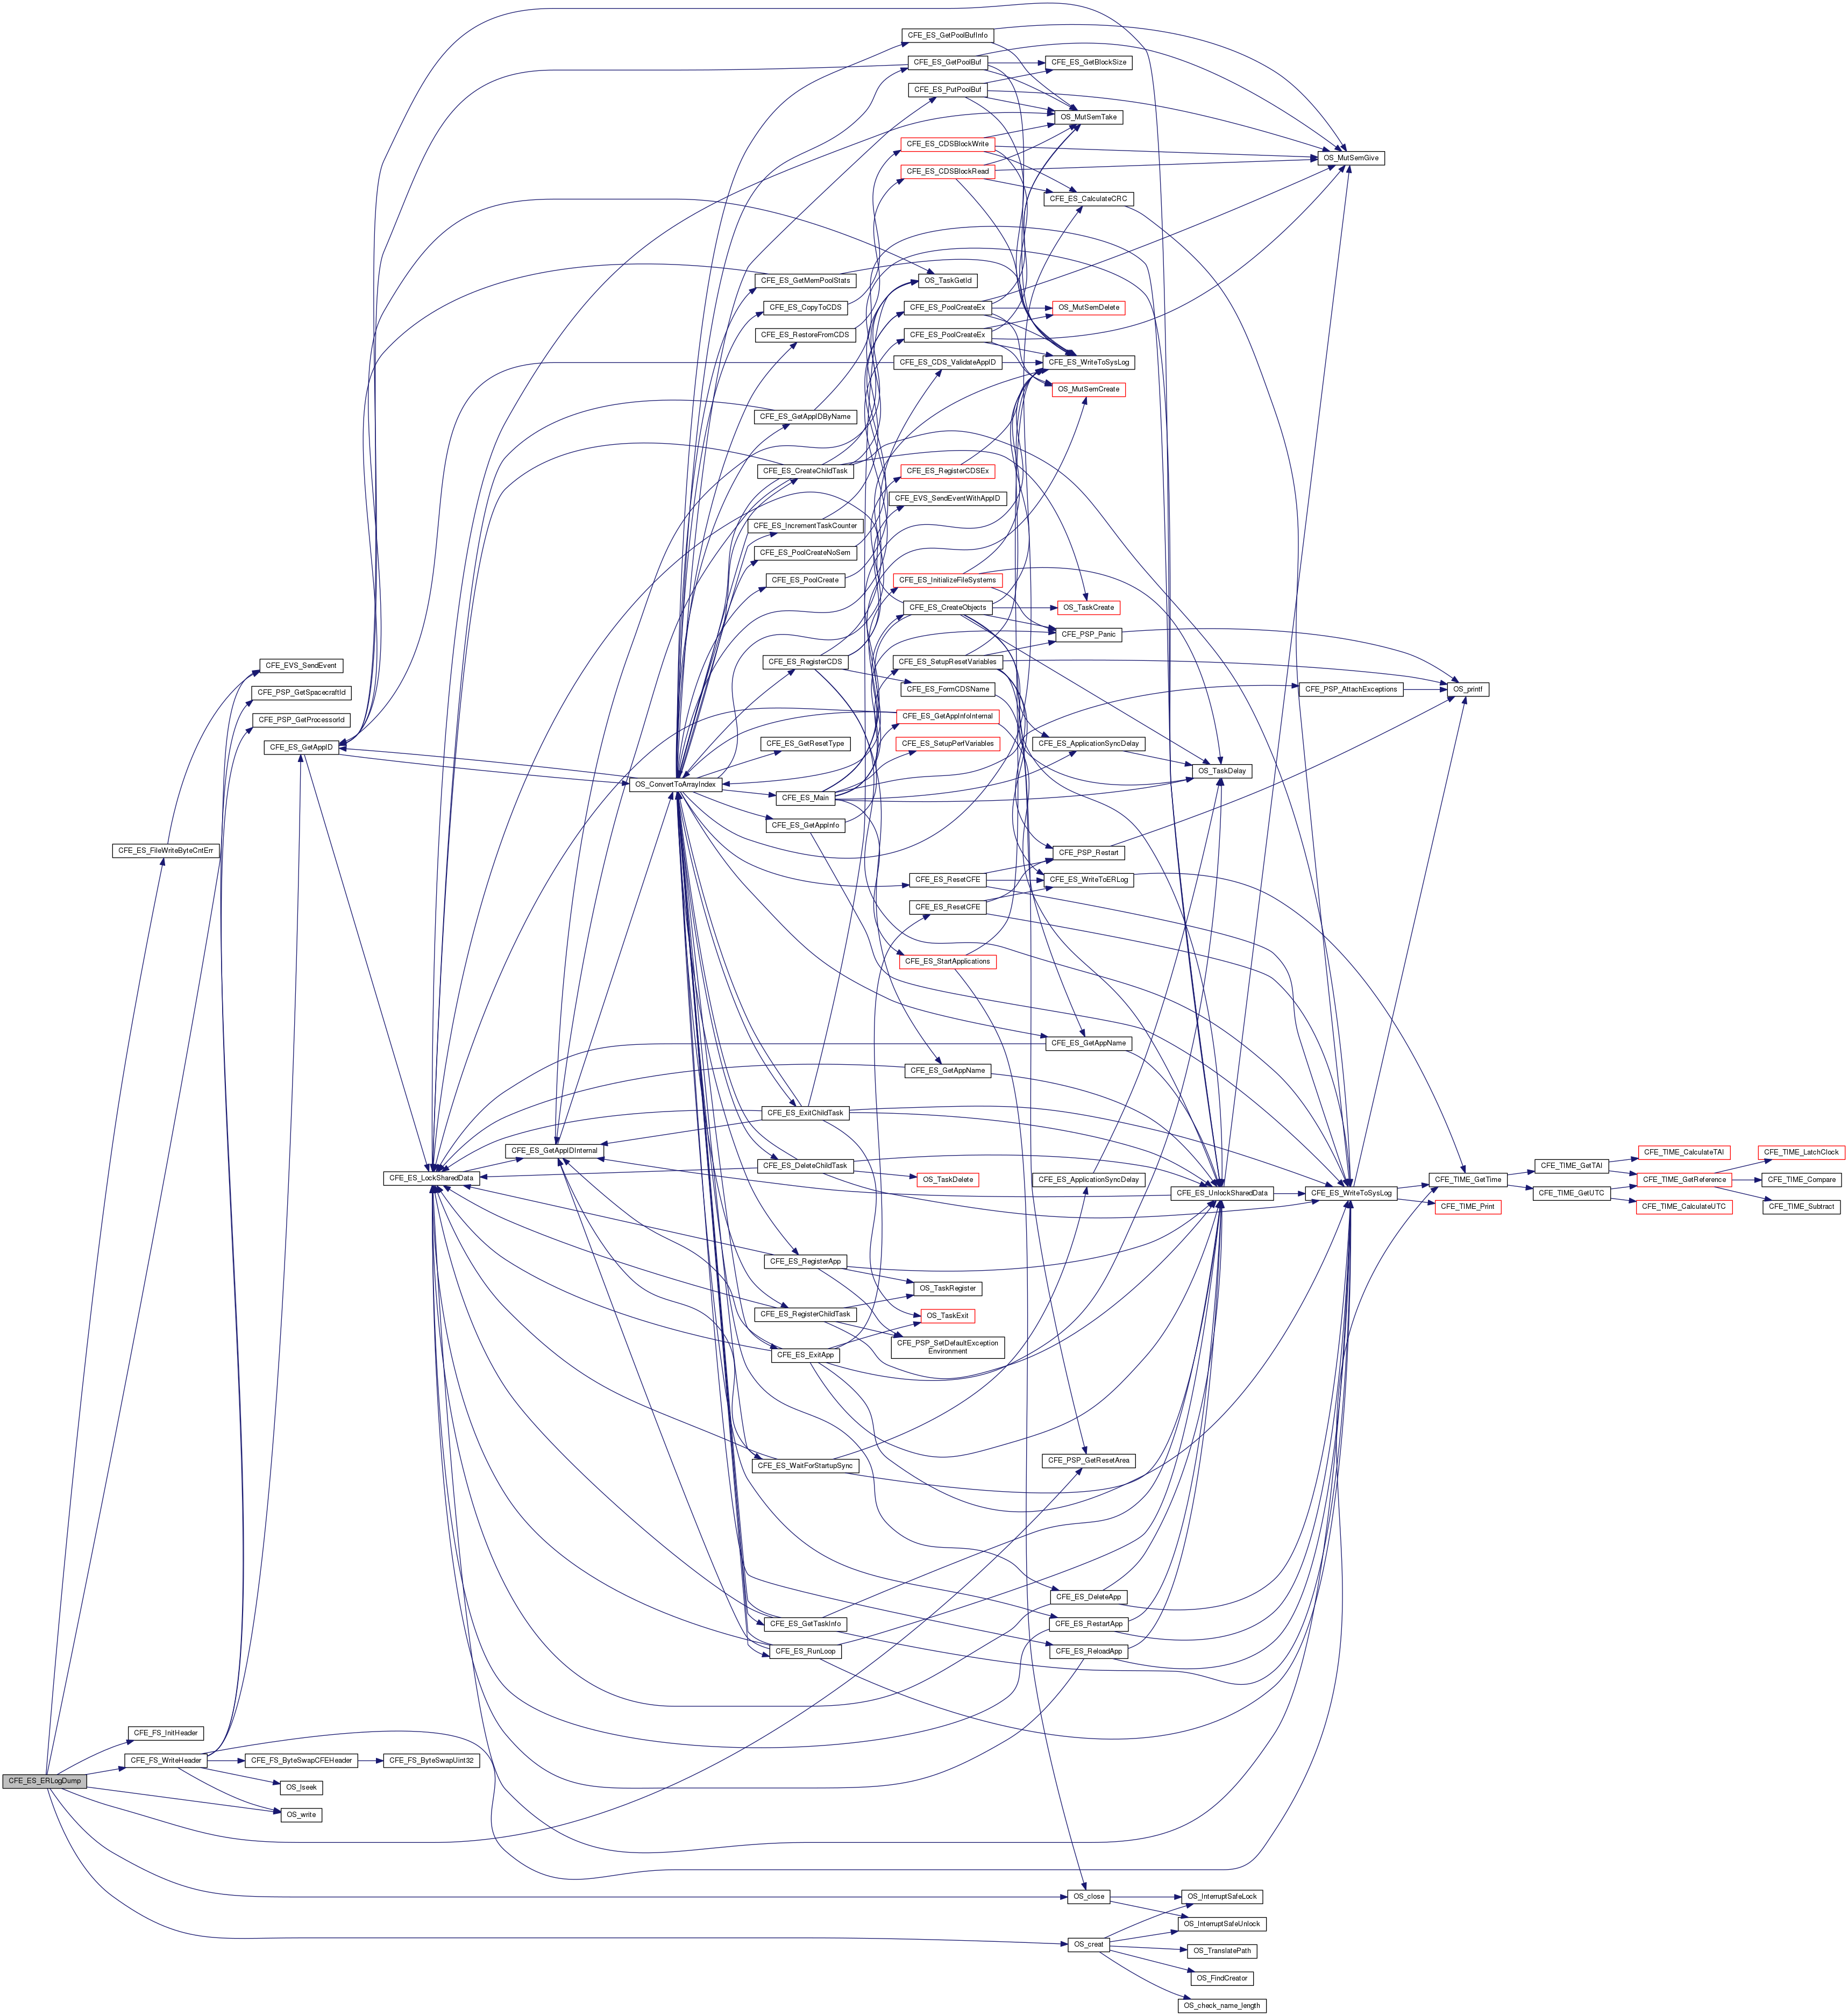 CFE_ES_ERLogDump
CFE_ES_FileWriteByteCntErr
CFE_FS_InitHeader
CFE_FS_WriteHeader
CFE_EVS_SendEvent
CFE_PSP_GetSpacecraftId
CFE_PSP_GetProcessorId
CFE_ES_GetAppID
CFE_FS_ByteSwapCFEHeader
OS_lseek
OS_write
CFE_ES_LockSharedData
CFE_FS_ByteSwapUint32
CFE_ES_GetAppIDInternal
OS_ConvertToArrayIndex
CFE_ES_GetMemPoolStats
CFE_ES_CopyToCDS
CFE_ES_RestoreFromCDS
CFE_ES_GetAppIDByName
CFE_ES_CreateChildTask
CFE_ES_IncrementTaskCounter
CFE_ES_PoolCreateNoSem
CFE_ES_PoolCreate
CFE_ES_RegisterCDS
CFE_ES_GetResetType
CFE_ES_Main
CFE_ES_GetAppInfo
CFE_ES_ExitChildTask
CFE_ES_DeleteChildTask
CFE_ES_RegisterApp
CFE_ES_RegisterChildTask
CFE_ES_ExitApp
CFE_ES_WaitForStartupSync
CFE_ES_GetTaskInfo
CFE_ES_RunLoop
CFE_ES_GetPoolBufInfo
CFE_ES_GetPoolBuf
CFE_ES_PutPoolBuf
CFE_ES_CDSBlockWrite
CFE_ES_CDSBlockRead
OS_TaskGetId
CFE_ES_PoolCreateEx
CFE_ES_PoolCreateEx
CFE_ES_CDS_ValidateAppID
CFE_ES_RegisterCDSEx
CFE_EVS_SendEventWithAppID
CFE_ES_InitializeFileSystems
CFE_ES_CreateObjects
CFE_ES_SetupResetVariables
CFE_ES_FormCDSName
CFE_ES_GetAppInfoInternal
CFE_ES_SetupPerfVariables
CFE_ES_ResetCFE
CFE_ES_ResetCFE
CFE_ES_StartApplications
CFE_ES_GetAppName
OS_TaskDelete
OS_TaskRegister
OS_TaskExit
CFE_PSP_SetDefaultException
Environment
CFE_ES_GetBlockSize
OS_MutSemTake
CFE_ES_CalculateCRC
OS_MutSemDelete
CFE_ES_WriteToSysLog
OS_MutSemCreate
OS_TaskCreate
CFE_PSP_Panic
CFE_ES_ApplicationSyncDelay
CFE_PSP_Restart
CFE_ES_WriteToERLog
CFE_ES_GetAppName
CFE_ES_ApplicationSyncDelay
CFE_PSP_GetResetArea
CFE_ES_DeleteApp
CFE_ES_RestartApp
CFE_ES_ReloadApp
OS_close
OS_creat
OS_TaskDelay
CFE_ES_UnlockSharedData
OS_InterruptSafeLock
OS_InterruptSafeUnlock
OS_TranslatePath
OS_FindCreator
OS_check_name_length
OS_MutSemGive
CFE_PSP_AttachExceptions
CFE_ES_WriteToSysLog
OS_printf
CFE_TIME_GetTime
CFE_TIME_Print
CFE_TIME_GetTAI
CFE_TIME_GetUTC
CFE_TIME_CalculateTAI
CFE_TIME_GetReference
CFE_TIME_CalculateUTC
CFE_TIME_LatchClock
CFE_TIME_Compare
CFE_TIME_Subtract